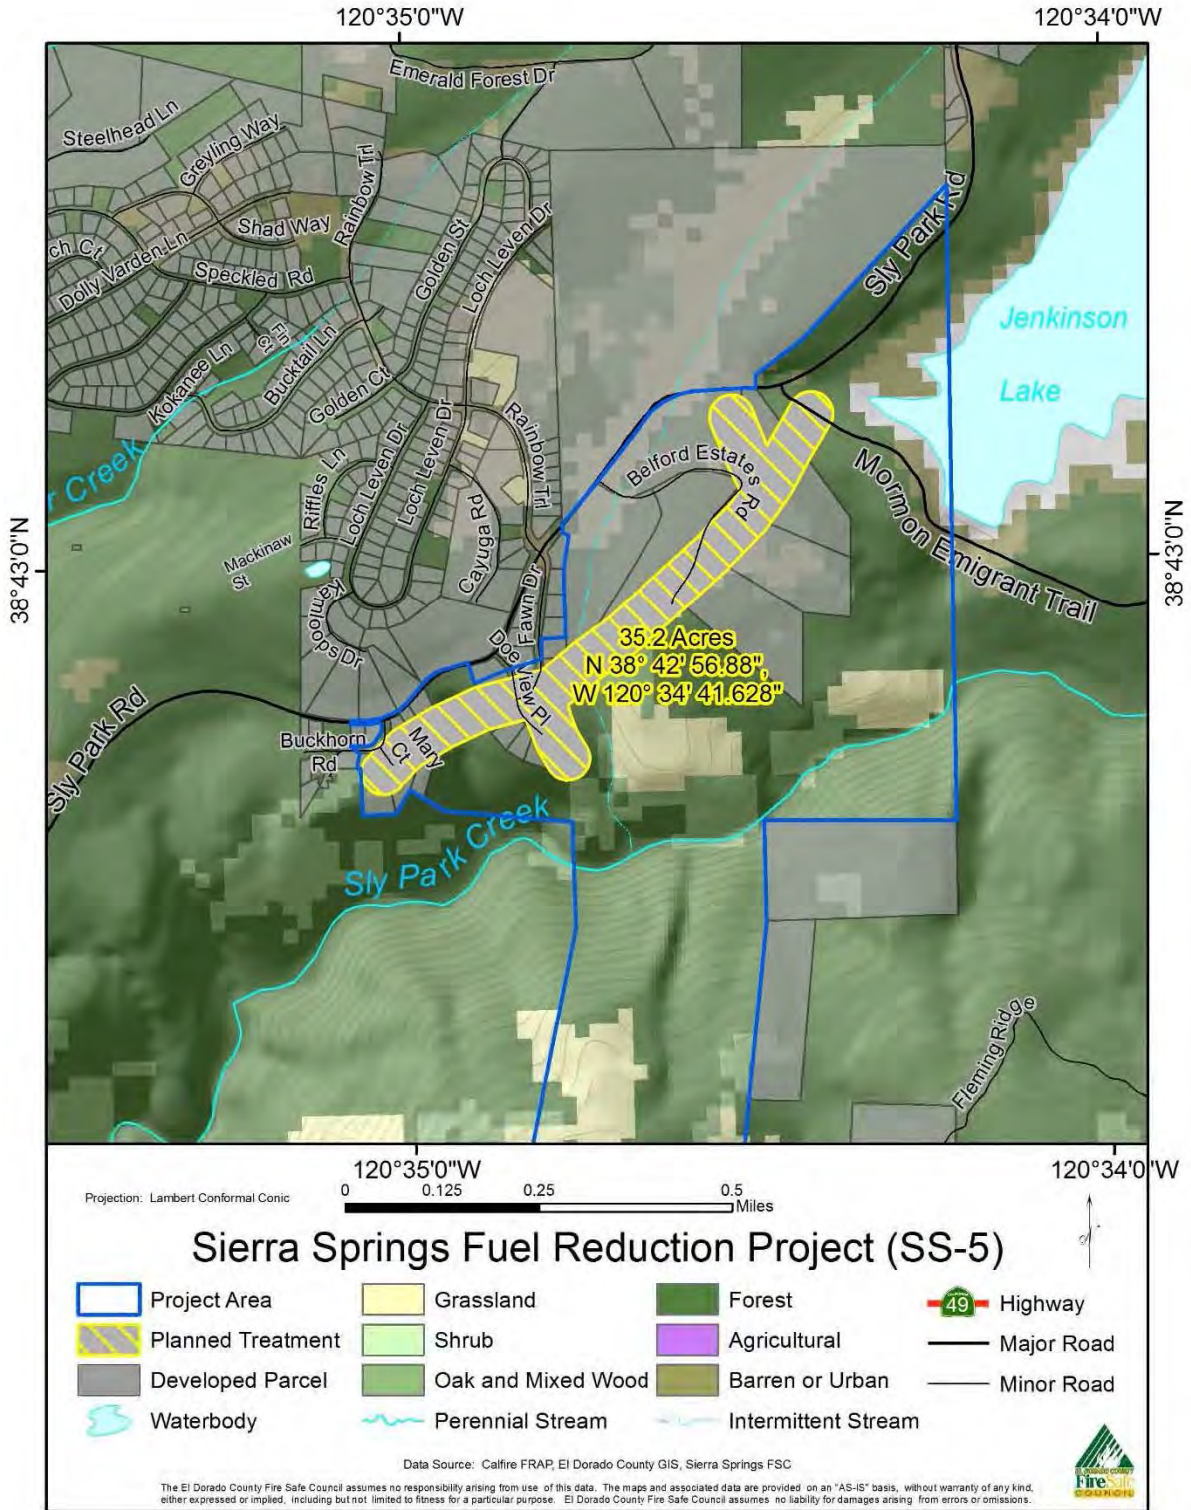 120°35'0"W
120°34'0"W
Emerald Forest Dr
Steelhead Ln
Greyling Way
Rainbow Trl
Shad Way
ch Ct
Dolly Varden Ln
Speckled Rd
Golden St
Loch Leven Dr
Sly Park Rd
Jenkinson
Lake
Fin
Ct
Kokanee Ln
Bucktail Ln
Golden Ct
Rainbow Trl
Loch Leven Dr
Loch Leven Dr
Riffles Ln
r Creek
Belford Estates
Rd
Mormon Emigrant Trail
Cayuga Rd
Mackinaw
St
Kamloops Dr
38°43'0"N
38°43'0"N
Fawn Dr
Doe
View Pl
35.2 Acres
N 38° 42' 56.88",
W 120° 34' 41.628"
Sly Park Rd
Buckhorn
Rd
Mary
Ct
Sly Park Creek
Fleming Ridge
120°35'0"W
120°34'0"W
Projection: Lambert Conformal Conic
0 0.125 0.25 0.5
Miles
Sierra Springs Fuel Reduction Project (SS-5)
Project Area
Grassland
Forest
49 Highway
Planned Treatment
Shrub
Agricultural
Major Road
Developed Parcel
Oak and Mixed Wood
Barren or Urban
Minor Road
Waterbody
Perennial Stream
Intermittent Stream
Data Source: Calfire FRAP, El Dorado County GIS, Sierra Springs FSC
The El Dorado County Fire Safe Council assumes no responsibility arising from use of this data. The maps and associated data are provided on an "AS-IS" basis, without warranty of any kind,
either expressed or implied, including but not limited to fitness for a particular purpose. El Dorado County Fire Safe Council assumes no liability for damages arising from errors or omissions.
EL DORADO COUNTY
Fire Safe
COUNCIL